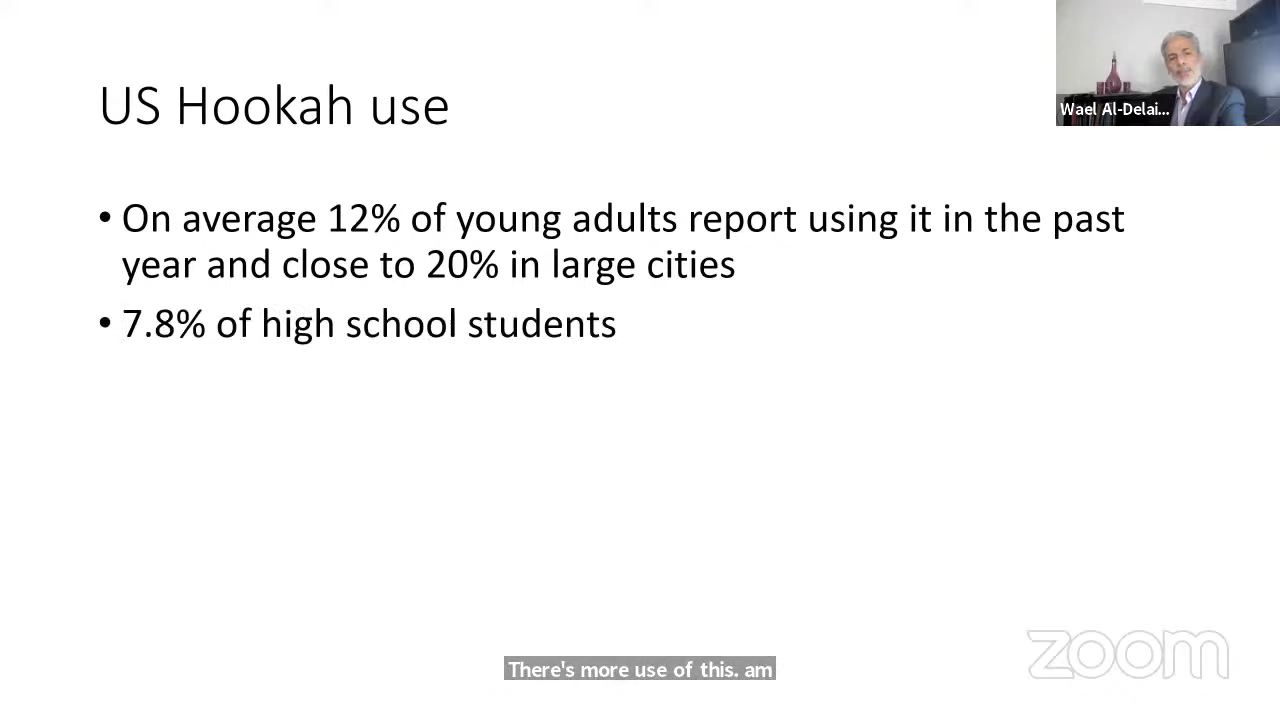 US Hookah use
Wael Al-Delai...
• On average 12% of young adults report using it in the past
year and close to 20% in large cities
• 7.8% of high school students
There's more use of this. am
zoom